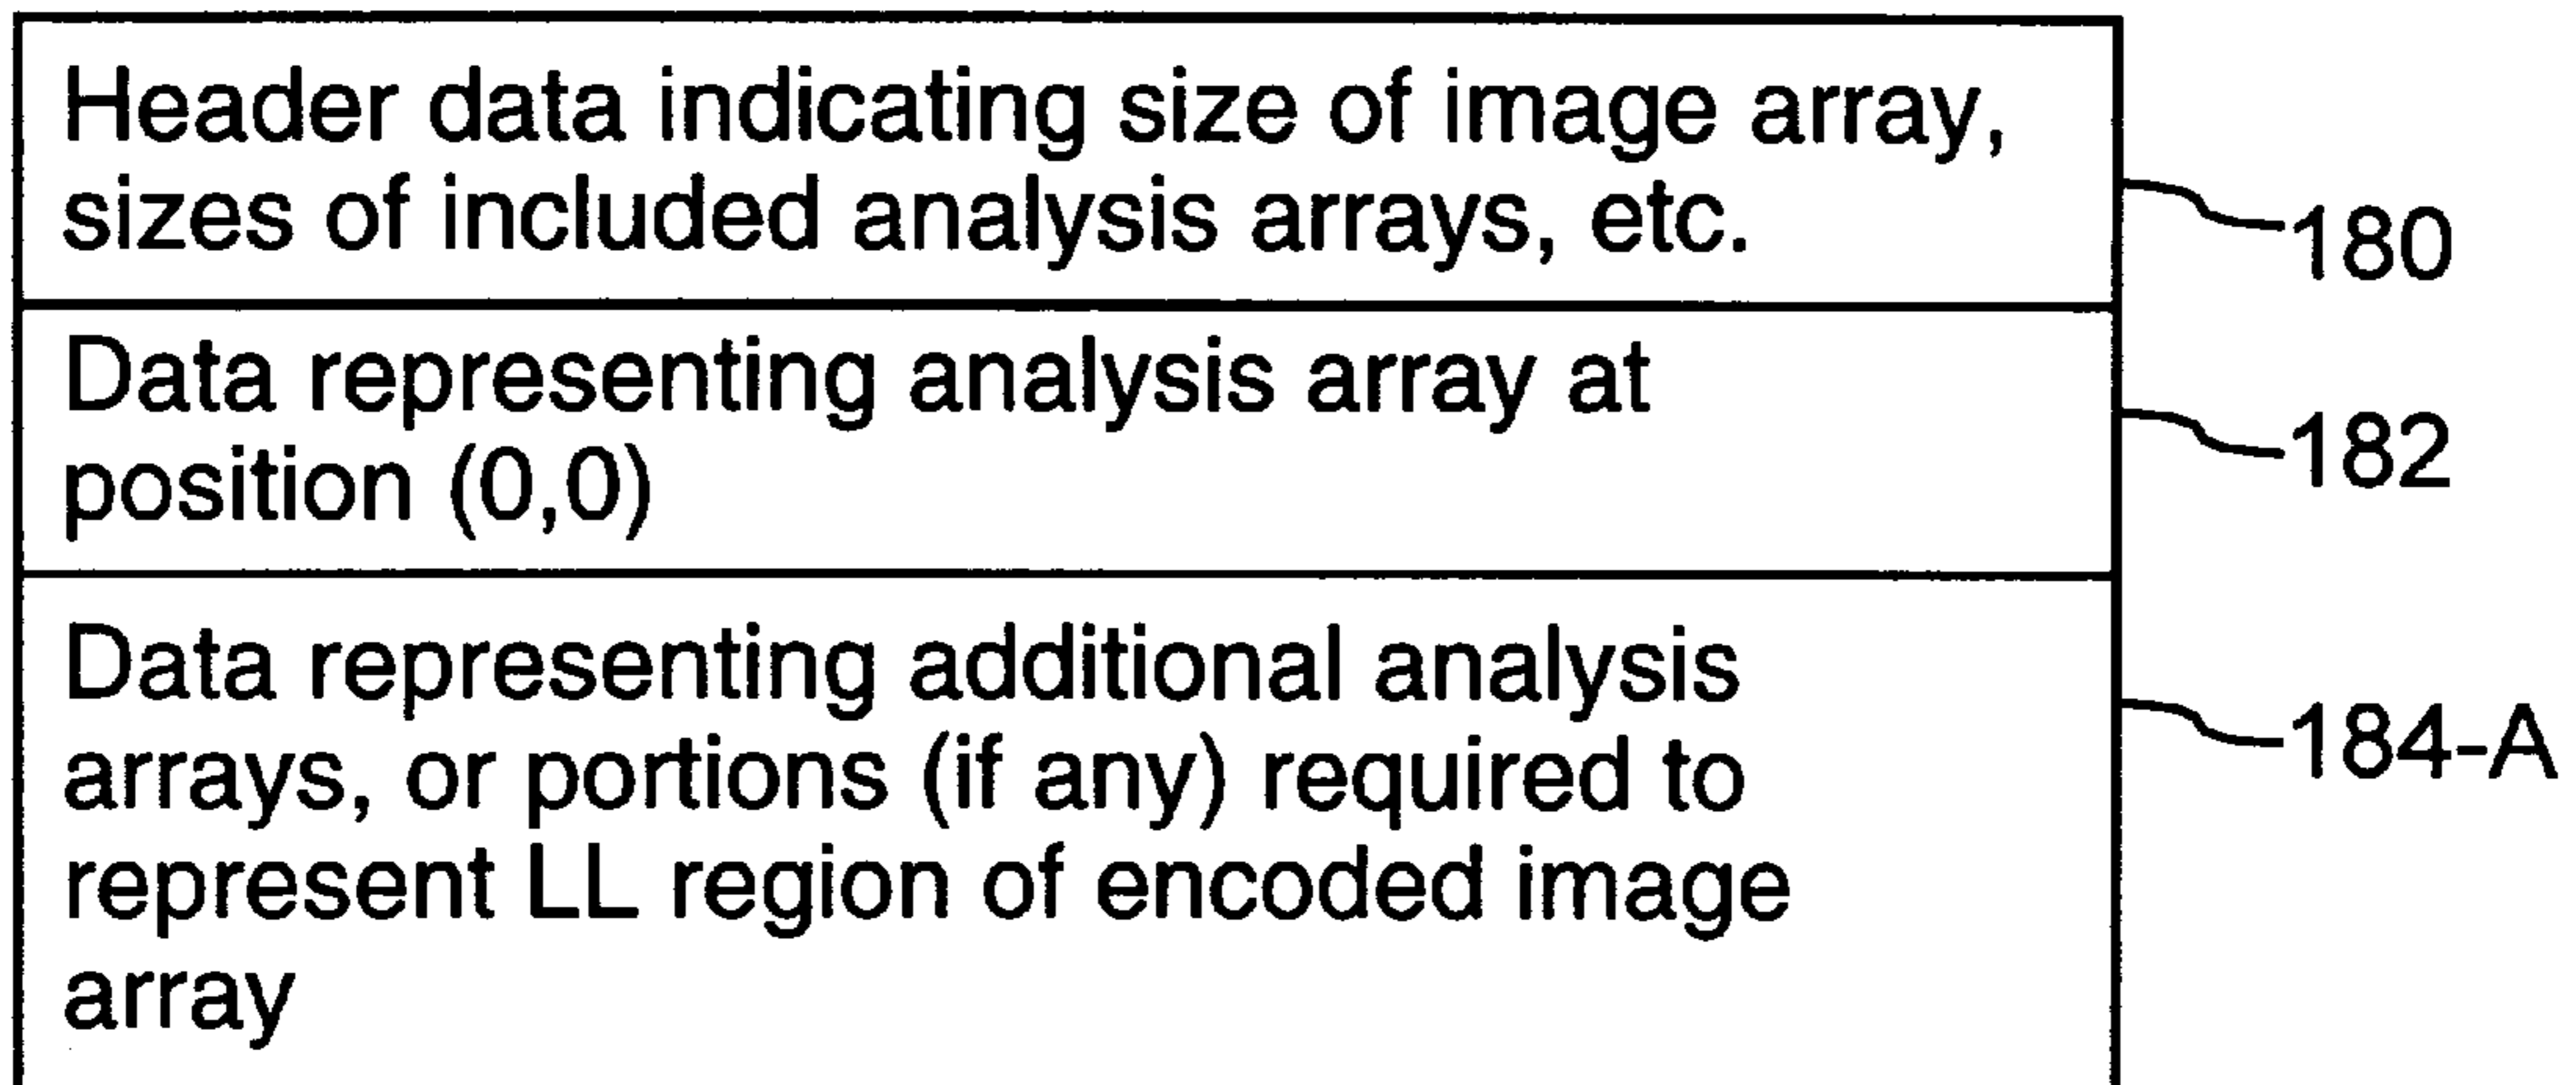 Header data indicating size of image array,
sizes of included analysis arrays, etc.
180
Data representing analysis array at
position (0,0)
182
Data representing additional analysis
arrays, or portions (if any) required to
represent LL region of encoded image
array
184-A